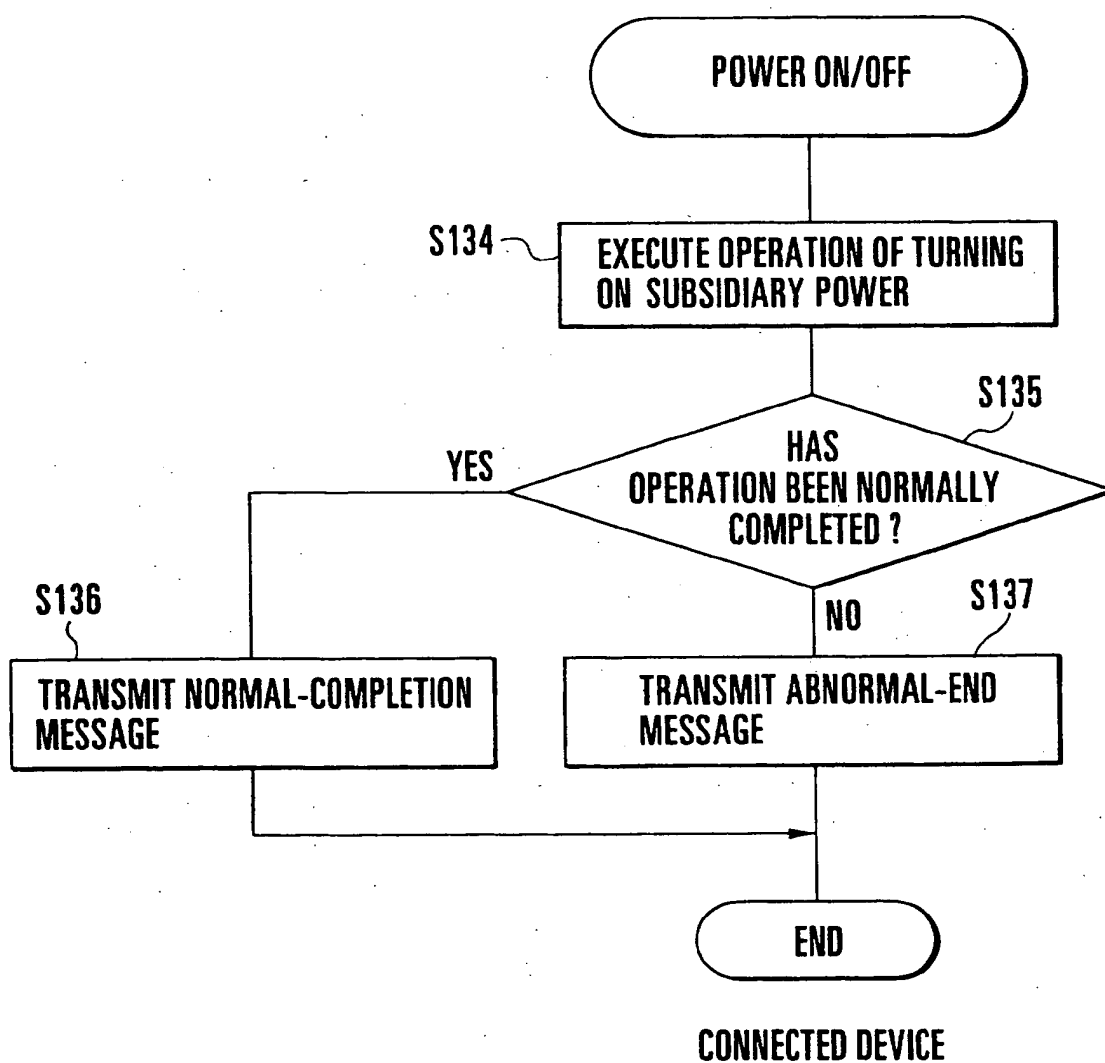 POWER ON/OFF
S134
EXECUTE OPERATION OF TURNING
ON SUBSIDIARY POWER
S135
HAS
OPERATION BEEN NORMALLY
COMPLETED ?
YES
NO
S136
TRANSMIT NORMAL-COMPLETION
MESSAGE
S137
TRANSMIT ABNORMAL-END
MESSAGE
END
CONNECTED DEVICE